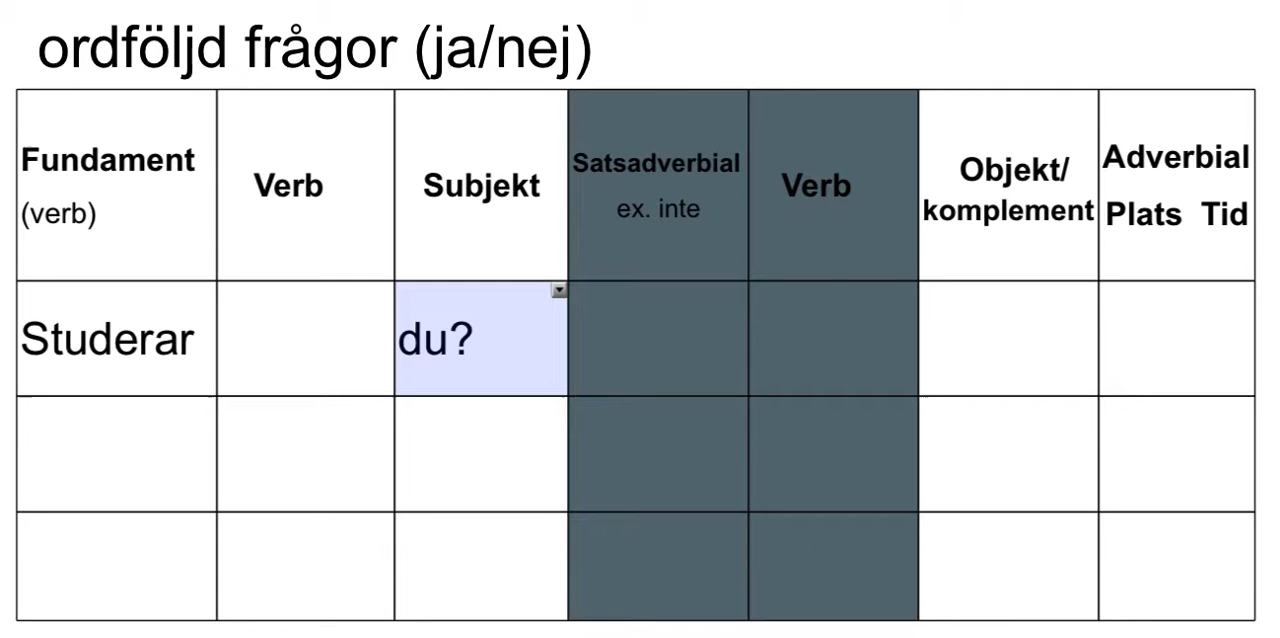 ordföljd frågor (ja/nej)
Fundament
(verb)
Verb
Subjekt
Satsadverbial
ex. inte
Verb
Objekt/
komplement
Adverbial
Plats Tid
Studerar
du?